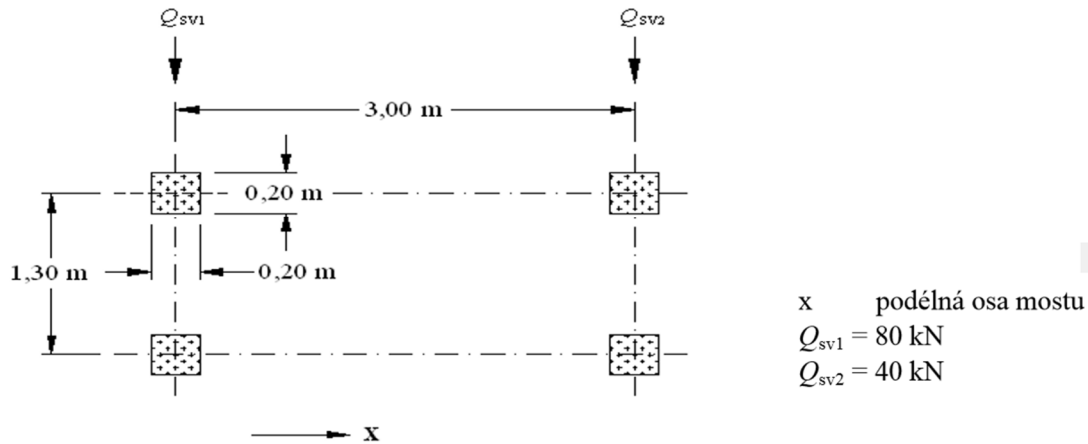 Qsv1 Qsv2
3,00 m
0,20 m
1,30 m
0,20 m
x podélná osa mostu
Qsv1 = 80 kN
Qsv2 = 40 kN
x